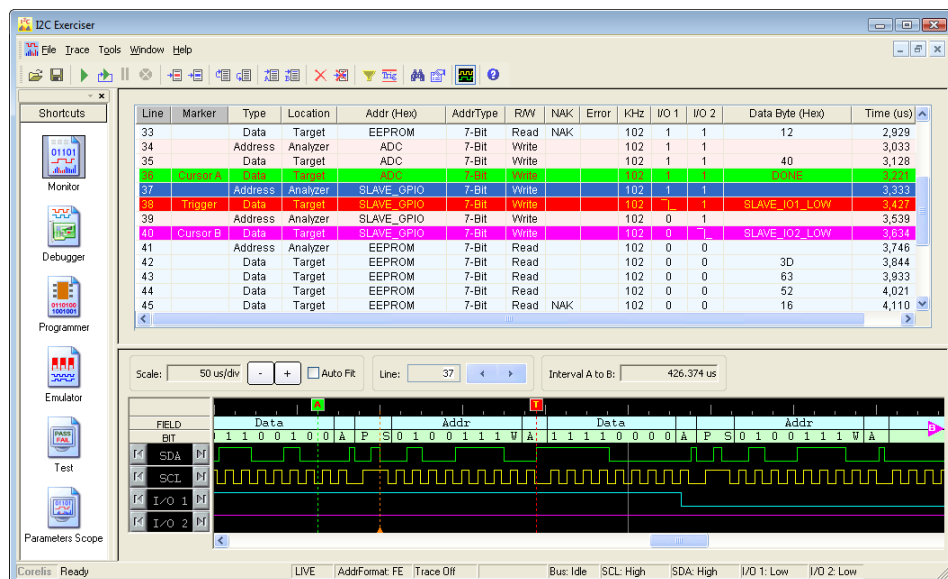 I2C Exerciser
File Trace Tools Window Help
Shortcuts
Monitor
Debugger
Programmer
Emulator
Test
Parameters Scope
Line Marker Type Location Addr (Hex) AddrType R/W NAK Error KHz I/O 1 I/O 2 Data Byte (Hex) Time (us)
33 Data Target EEPROM 7-Bit Read NAK 102 1 1 12 2,929
34 Address Analyzer ADC 7-Bit Write 102 1 1 3,033
35 Data Target ADC 7-Bit Write 102 1 1 40 3,128
36 Cursor A Data Target ADC 7-Bit Write 102 1 1 DONE 3,221
37 Address Analyzer SLAVE_GPIO 7-Bit Write 102 1 1 3,333
38 Trigger Data Target SLAVE_GPIO 7-Bit Write 102 1 SLAVE_IO1_LOW 3,427
39 Address Analyzer SLAVE_GPIO 7-Bit Write 102 0 1 3,539
40 Cursor B Data Target SLAVE_GPIO 7-Bit Write 102 0 SLAVE_IO2_LOW 3,634
41 Address Analyzer EEPROM 7-Bit Read 102 0 0 3,746
42 Data Target EEPROM 7-Bit Read 102 0 0 3D 3,844
43 Data Target EEPROM 7-Bit Read 102 0 0 63 3,933
44 Data Target EEPROM 7-Bit Read 102 0 0 52 4,021
45 Data Target EEPROM 7-Bit Read NAK 102 0 0 16 4,110
Scale: 50 us/div - + Auto Fit Line: 37 Interval A to B: 426.374 us
A T
FIELD Data Addr Data Addr
BIT 1 1 0 0 1 0 0 A P S 0 1 0 0 1 1 1 W A 1 1 1 1 0 0 0 0 A P S 0 1 0 0 1 1 1 W A B
SDA
SCL
I/O 1
I/O 2
Corelis Ready LIVE AddrFormat: FE Trace Off Bus: Idle SCL: High SDA: High I/O 1: Low I/O 2: Low